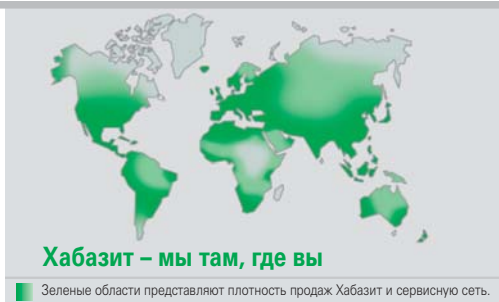 Хабазит – мы там, где вы
Зеленые области представляют плотность продаж Хабазит и сервисную сеть.